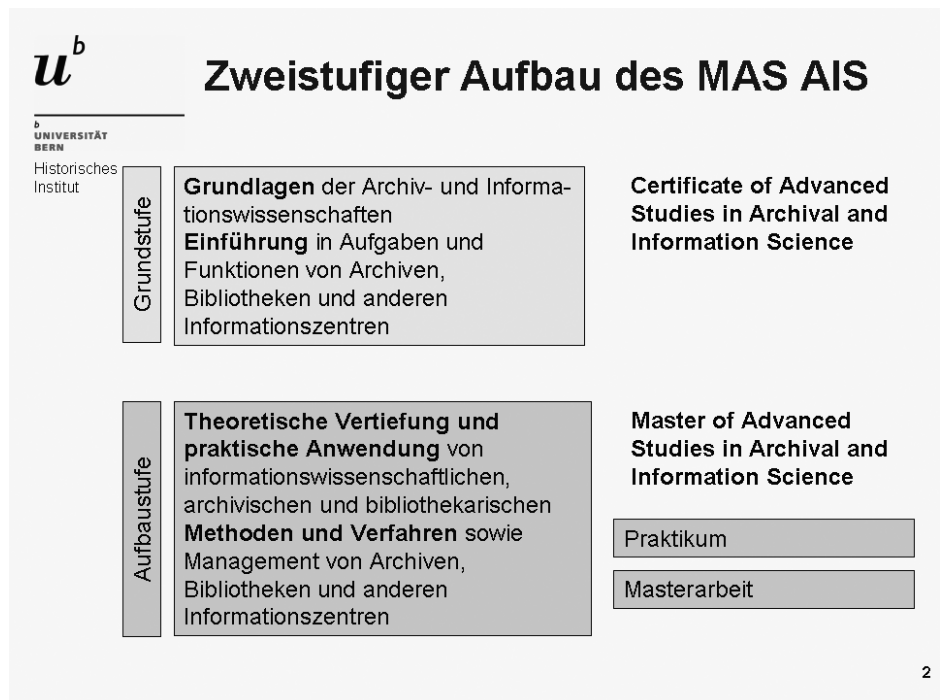 u^b
Zweistufiger Aufbau des MAS AIS
b
UNIVERSITÄT
BERN
Historisches
Institut
Grundstufe
Grundlagen der Archiv- und Informa-
tionswissenschaften
Einführung in Aufgaben und
Funktionen von Archiven,
Bibliotheken und anderen
Informationszentren
Certificate of Advanced
Studies in Archival and
Information Science
Aufbaustufe
Theoretische Vertiefung und
praktische Anwendung von
informationswissenschaftlichen,
archivischen und bibliothekarischen
Methoden und Verfahren sowie
Management von Archiven,
Bibliotheken und anderen
Informationszentren
Master of Advanced
Studies in Archival and
Information Science
Praktikum
Masterarbeit
2